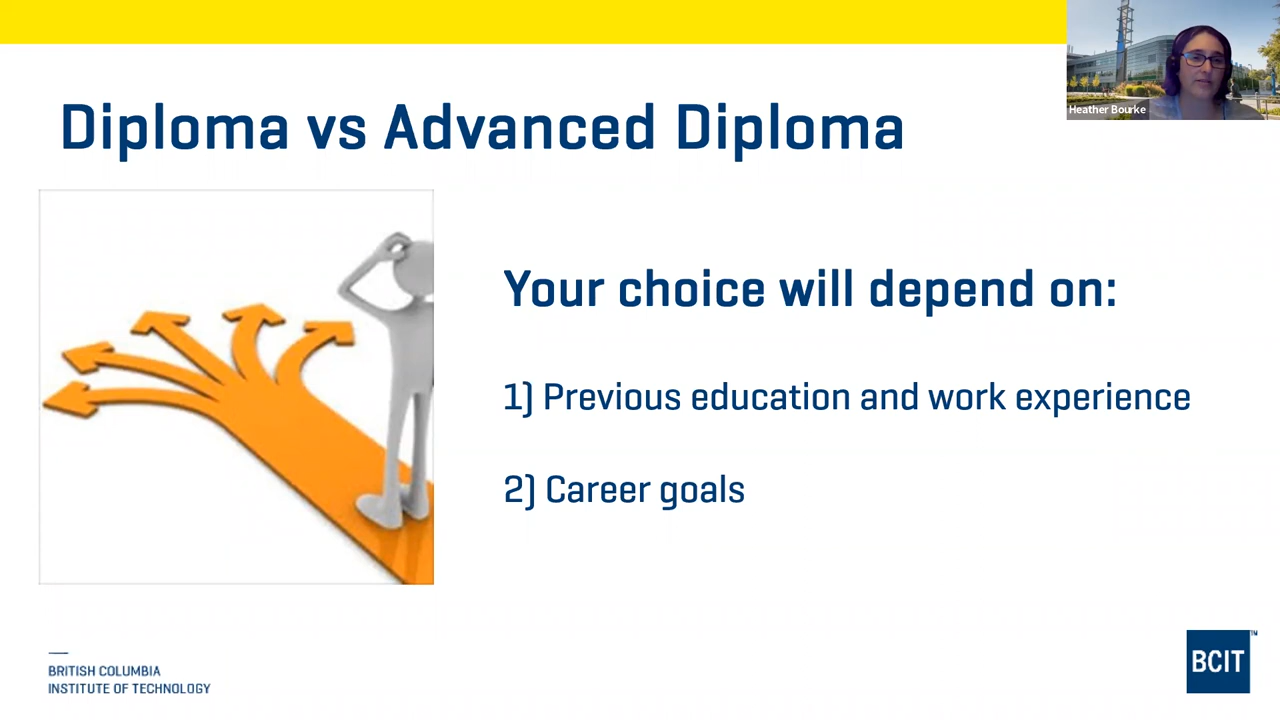 Heather Bourke
Diploma vs Advanced Diploma
Your choice will depend on:
1) Previous education and work experience
2) Career goals
BRITISH COLUMBIA
INSTITUTE OF TECHNOLOGY
BCIT™